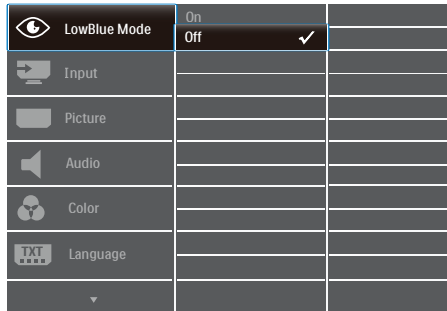 LowBlue Mode
On
Off
Input
Picture
Audio
Color
TXT
Language